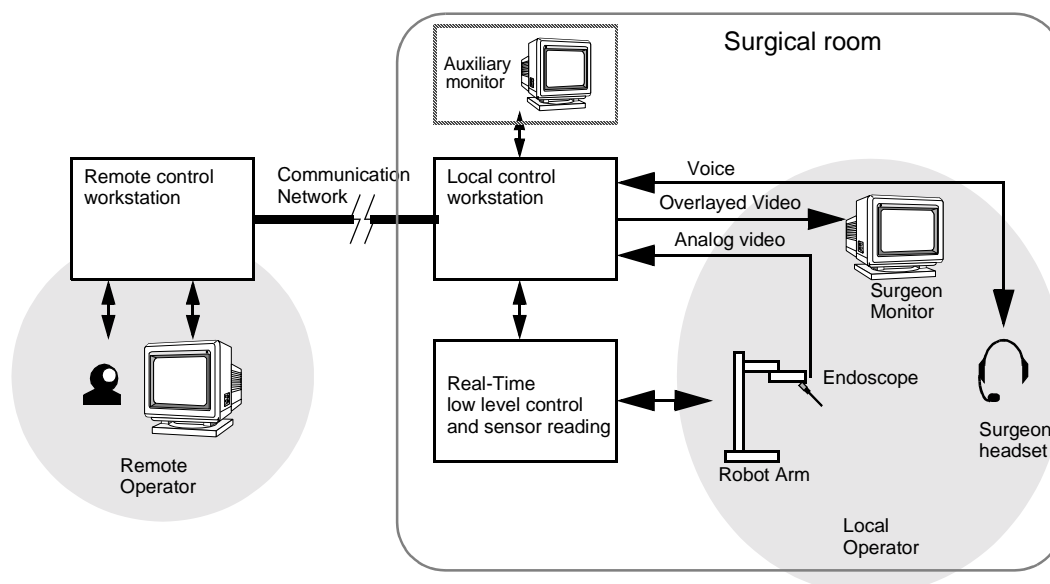 Surgical room
Auxiliary
monitor
Remote control
workstation
Communication
Network
Local control
workstation
Voice
Overlayed Video
Analog video
Surgeon
Monitor
Real-Time
low level control
and sensor reading
Endoscope
Robot Arm
Surgeon
headset
Remote
Operator
Local
Operator